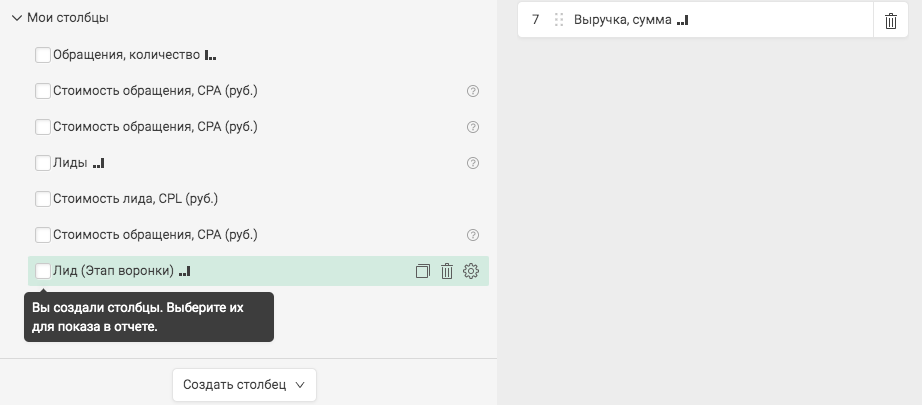 Мои столбцы
Обращения, количество
Стоимость обращения, CPA (руб.)
Стоимость обращения, CPA (руб.)
Лиды
Стоимость лида, CPL (руб.)
Стоимость обращения, CPA (руб.)
Лид (Этап воронки)
Вы создали столбцы. Выберите их
для показа в отчете.
Создать столбец
7 Выручка, сумма